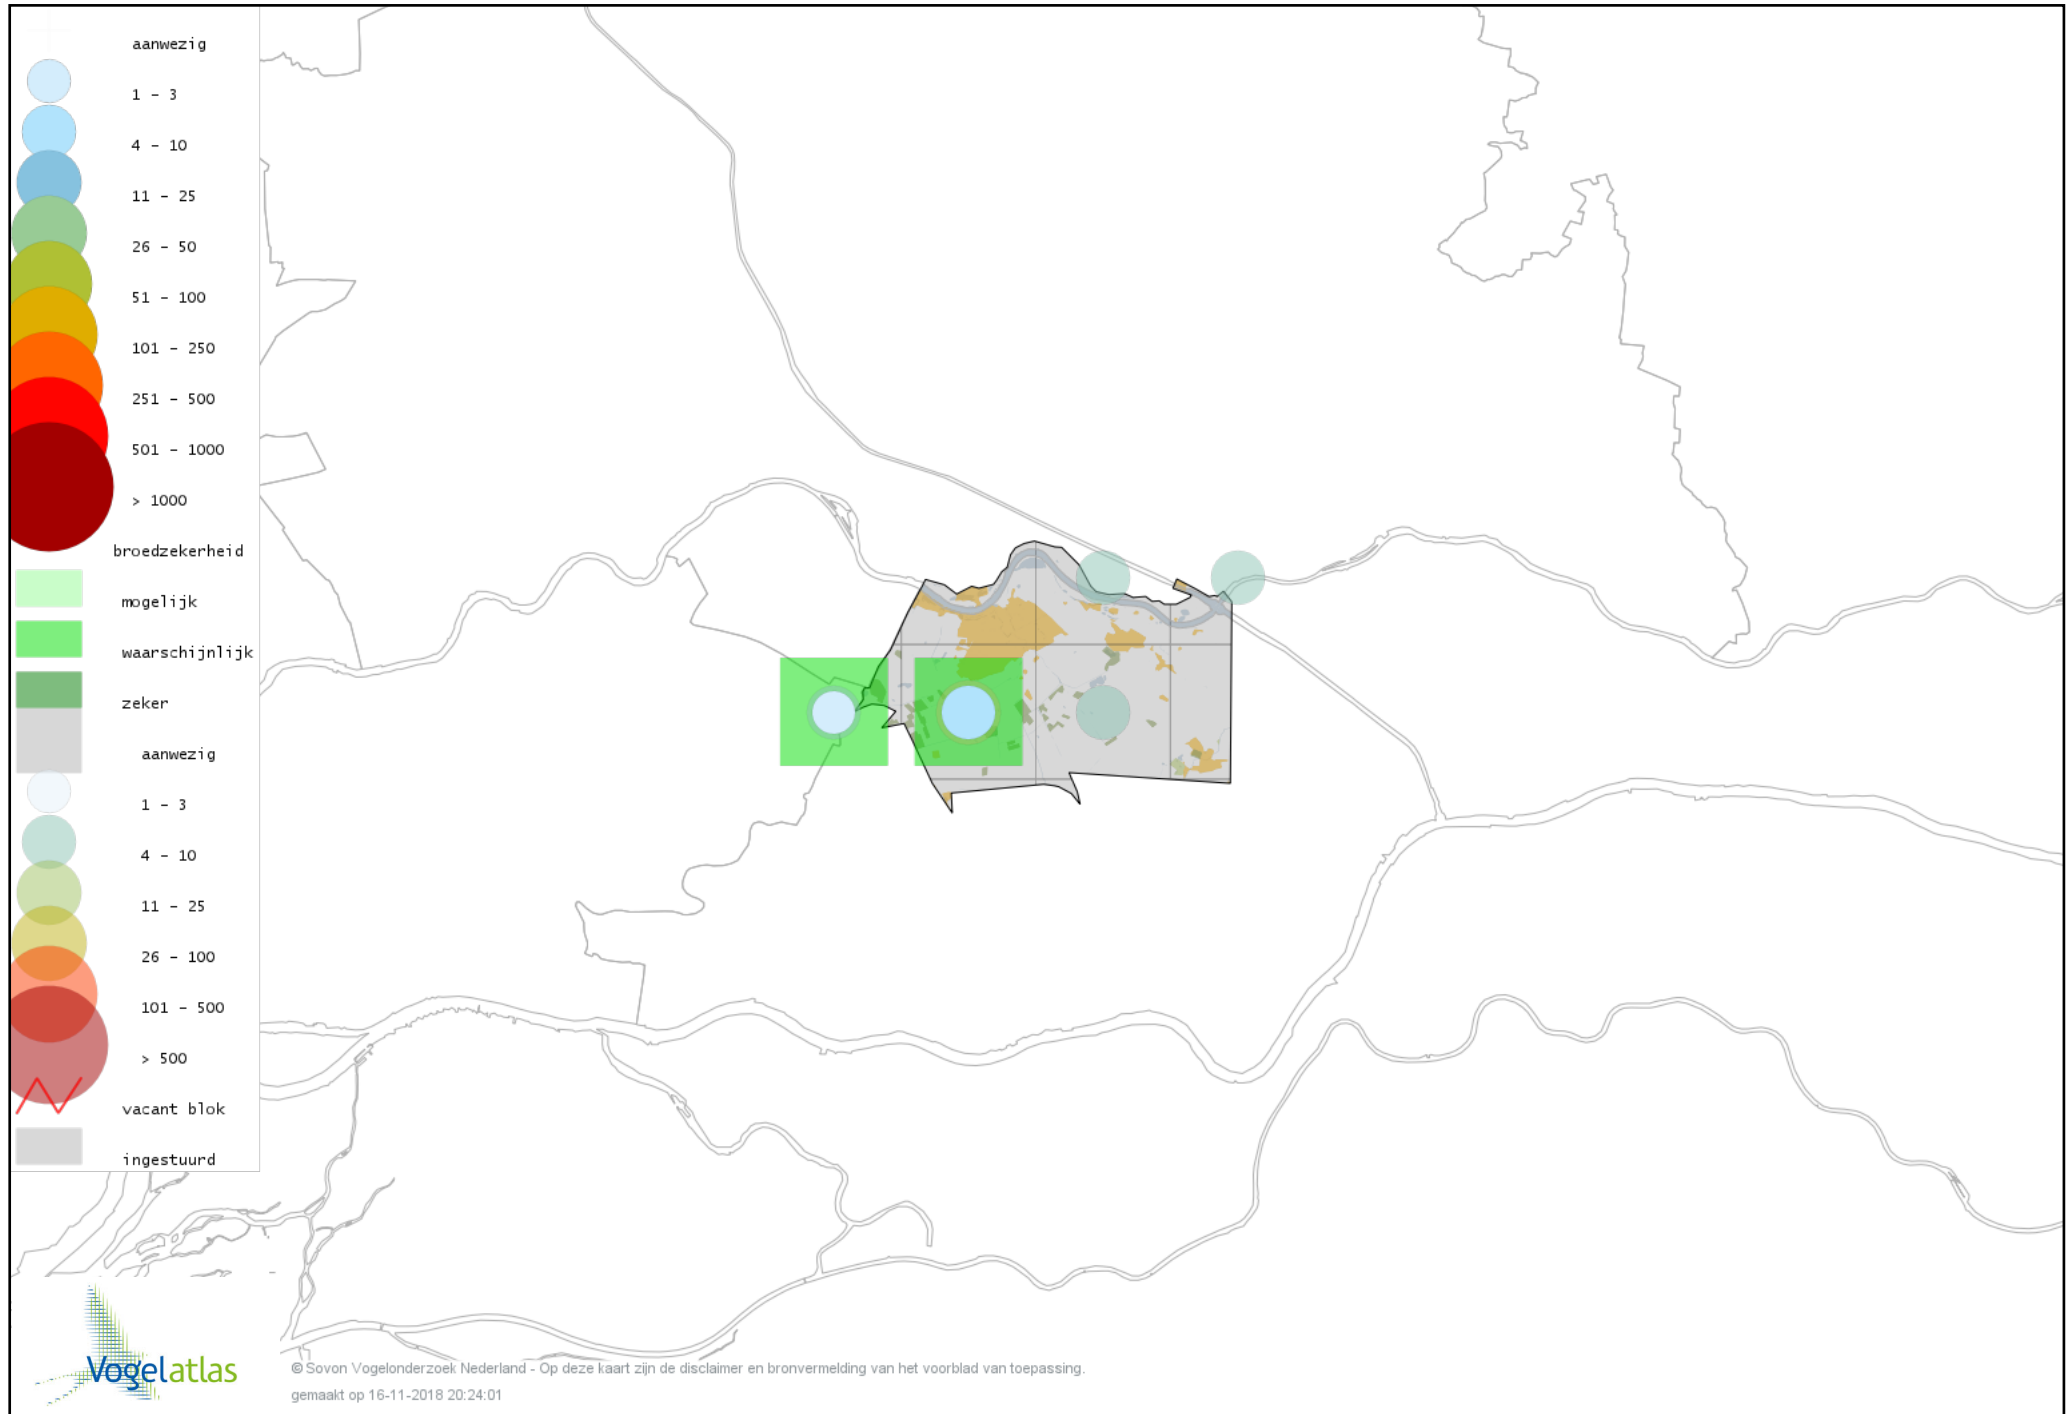 aanwezig
1 - 3
4 - 10
11 - 25
26 - 50
51 - 100
101 - 250
251 - 500
501 - 1000
> 1000
broedzekerheid
mogelijk
waarschijnlijk
zeker
aanwezig
1 - 3
4 - 10
11 - 25
26 - 100
101 - 500
> 500
vacant blok
ingestuurd
Vogelatlas
© Sovon Vogelonderzoek Nederland - Op deze kaart zijn de disclaimer en bronvermelding van het voorblad van toepassing.
gemaakt op 16-11-2018 20:24:01